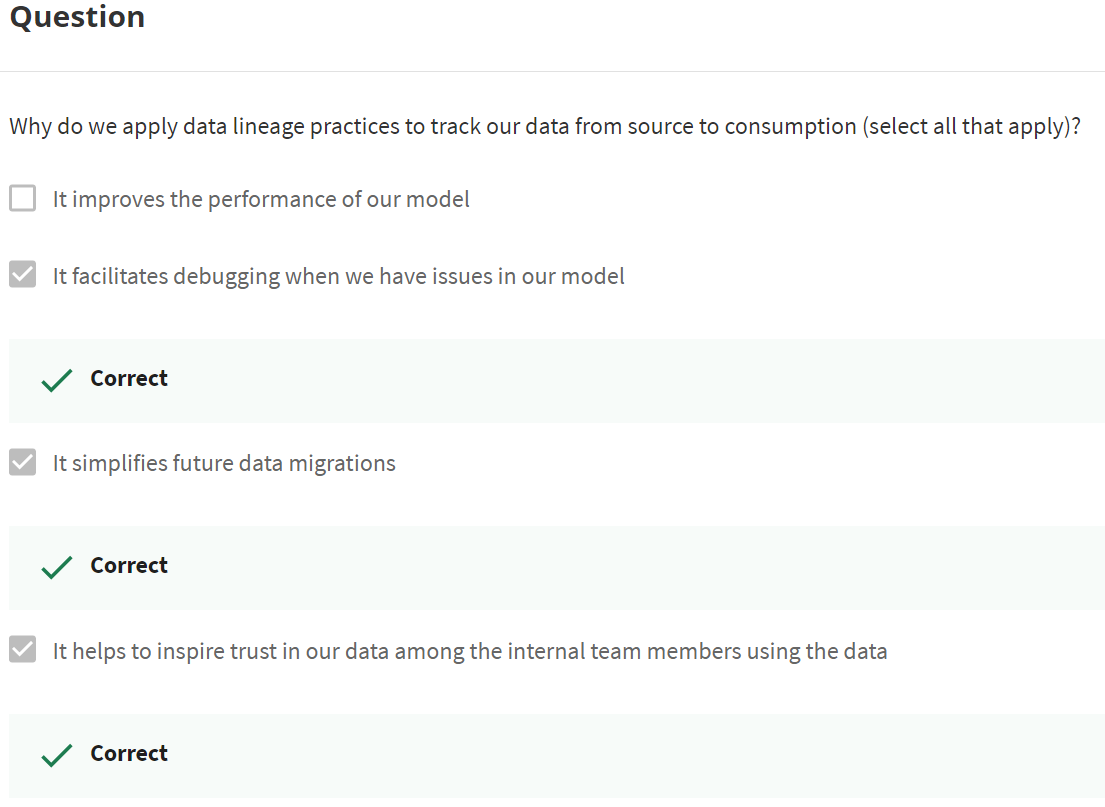 Question
Why do we apply data lineage practices to track our data from source to consumption (select all that apply)?
It improves the performance of our model
It facilitates debugging when we have issues in our model
Correct
It simplifies future data migrations
Correct
It helps to inspire trust in our data among the internal team members using the data
Correct